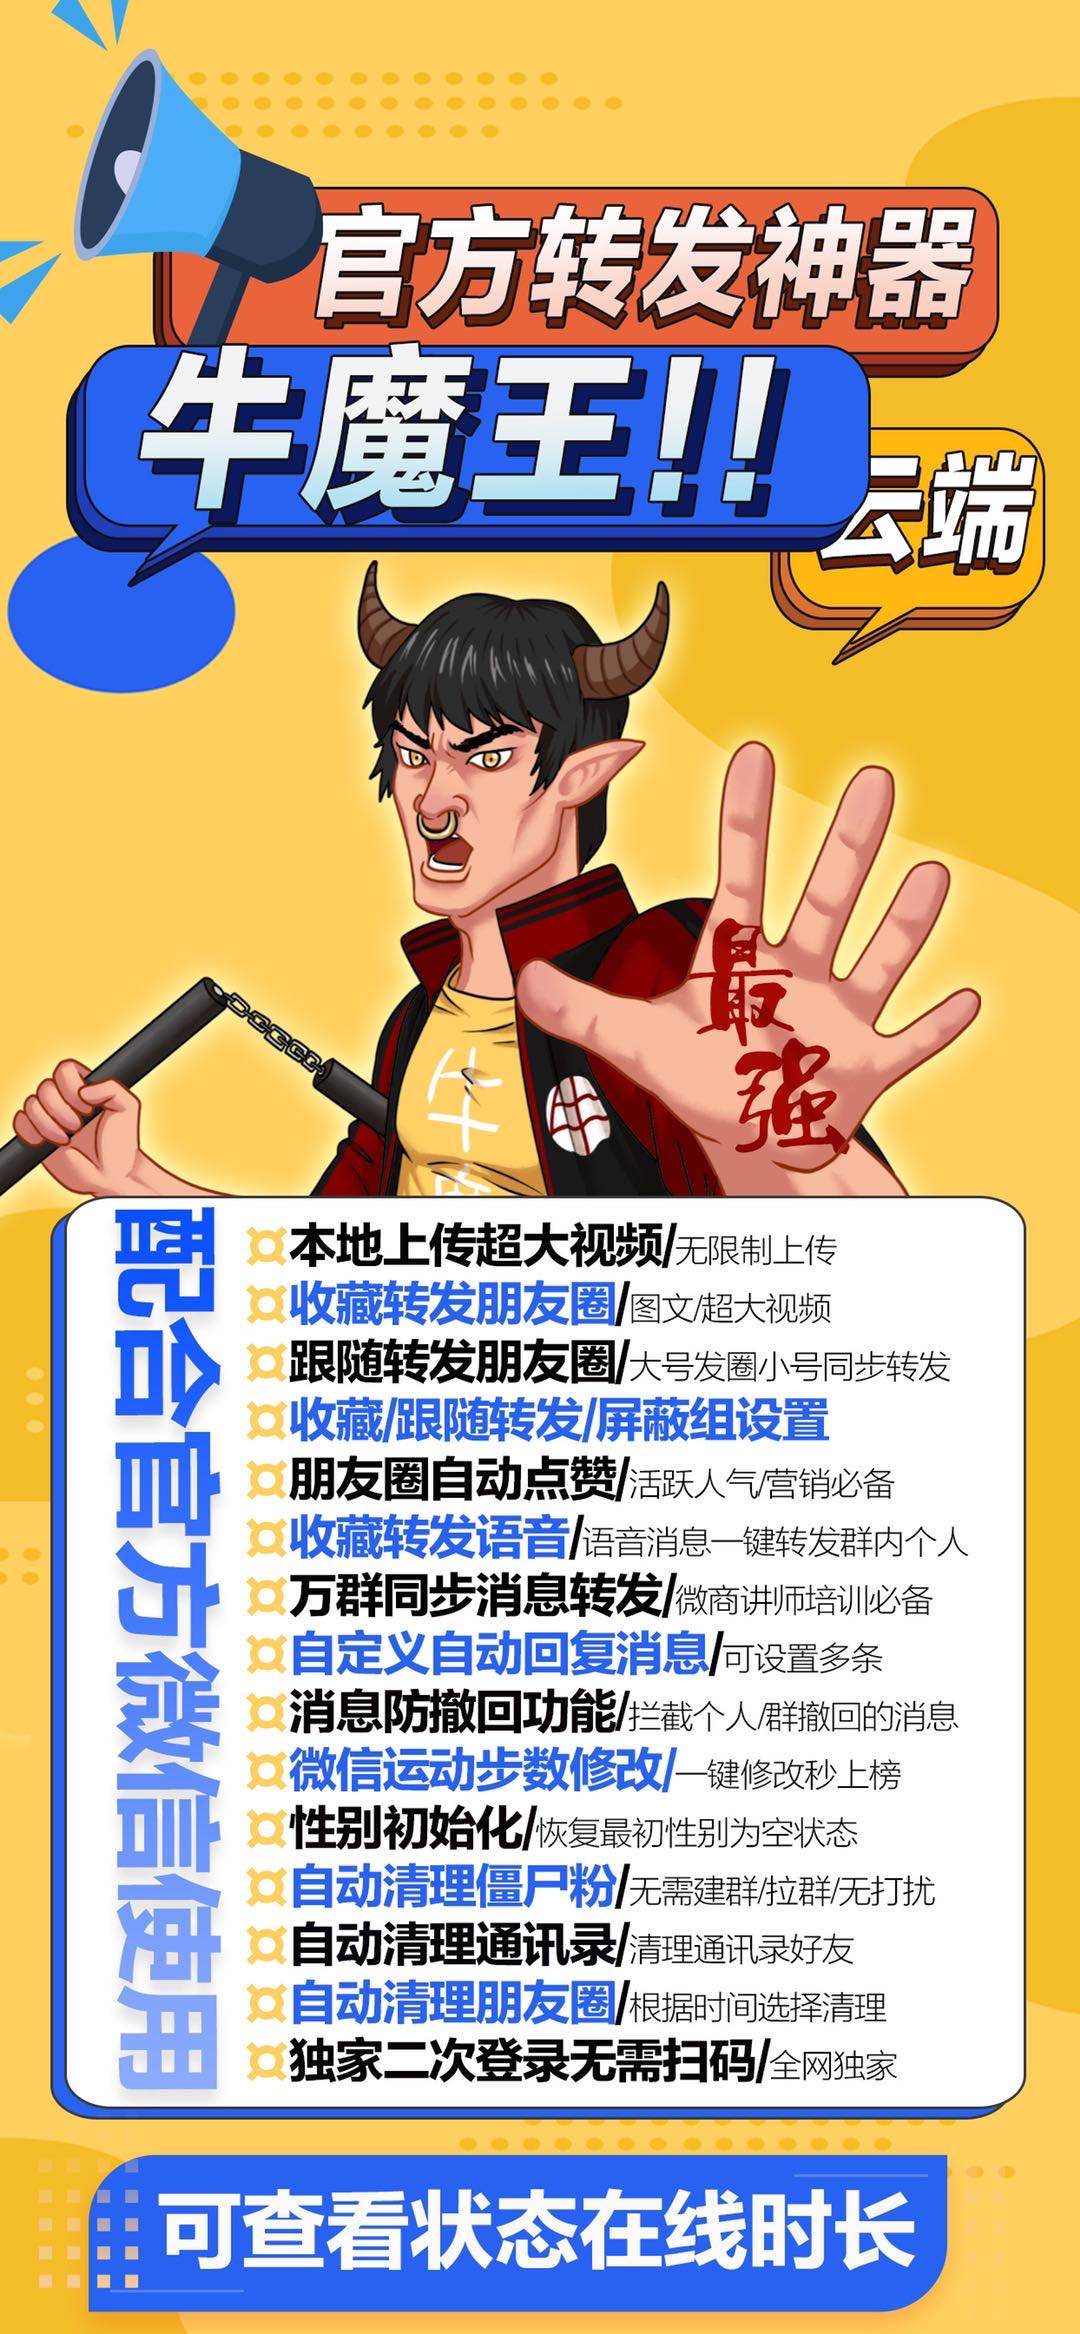 官方转发神器
牛魔王!!
云端
最
强
牛
配合官方微信使用
本地上传超大视频/无限制上传
收藏转发朋友圈/图文/超大视频
跟随转发朋友圈/大号发圈小号同步转发
收藏/跟随转发/屏蔽组设置
朋友圈自动点赞/活跃人气/营销必备
收藏转发语音/语音消息一键转发群内个人
万群同步消息转发/微商讲师培训必备
自定义自动回复消息/可设置多条
消息防撤回功能/拦截个人/群撤回的消息
微信运动步数修改/一键修改秒上榜
性别初始化/恢复最初性别为空状态
自动清理僵尸粉/无需建群/拉群/无打扰
自动清理通讯录/清理通讯录好友
自动清理朋友圈/根据时间选择清理
独家二次登录无需扫码/全网独家
可查看状态在线时长